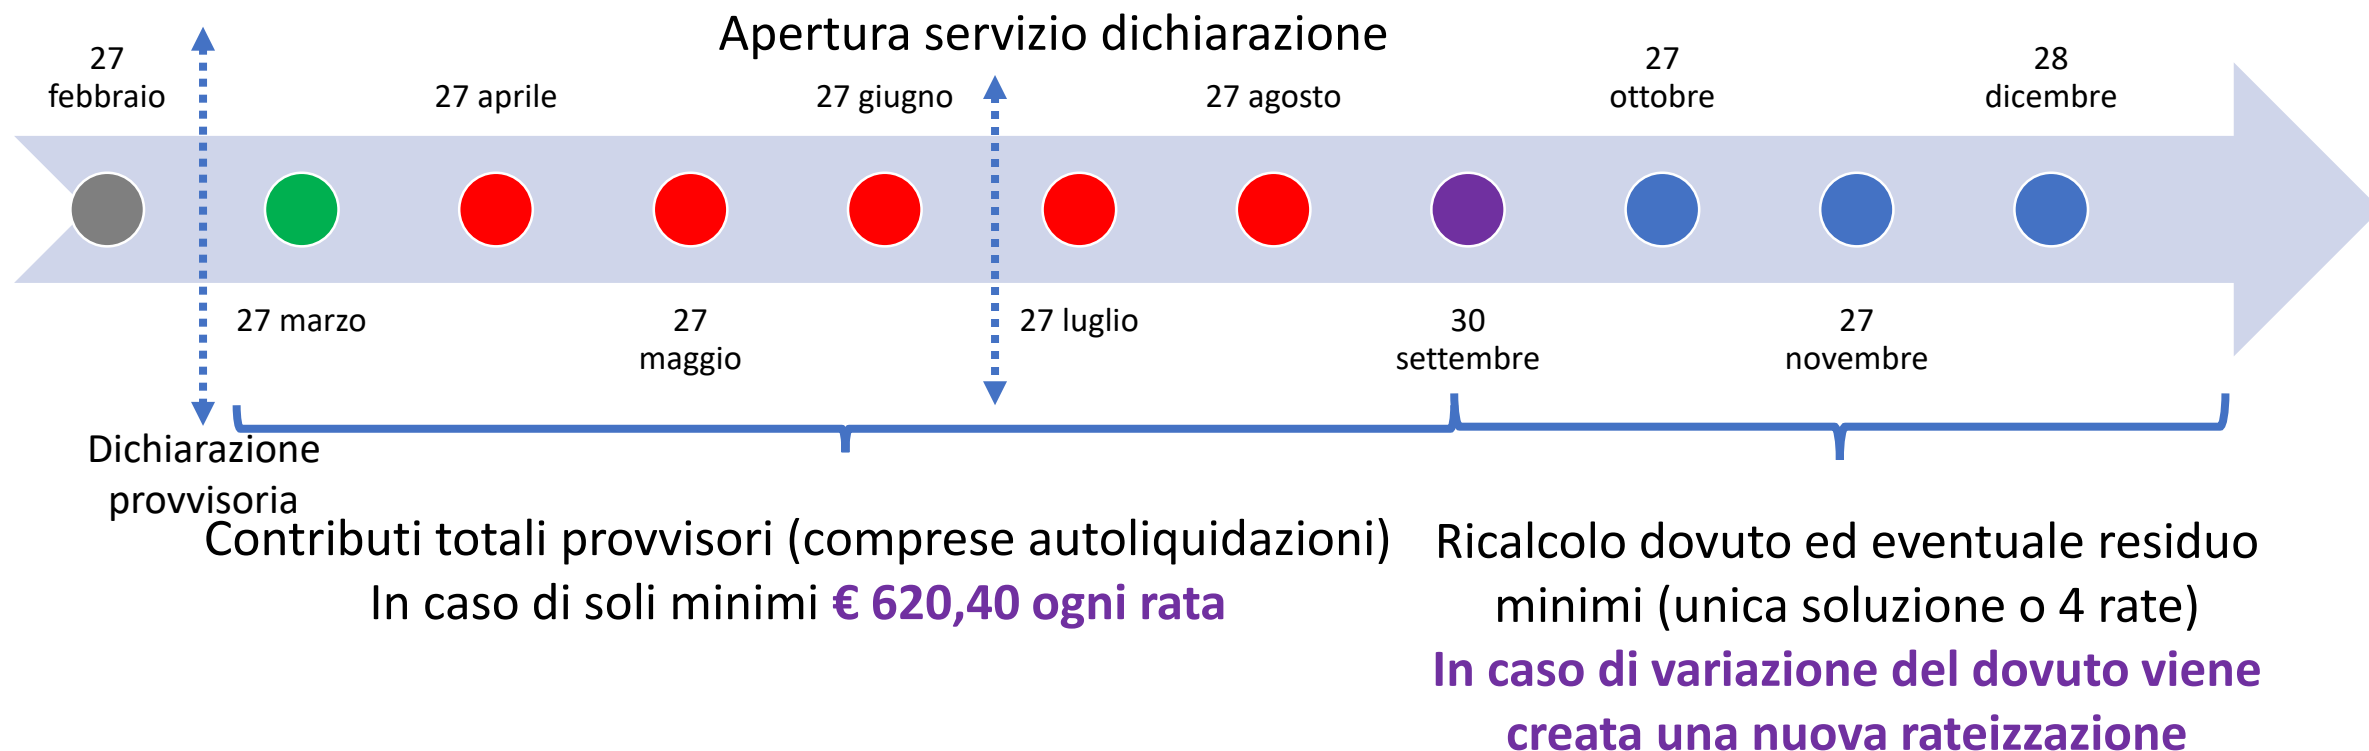 Apertura servizio dichiarazione
27
febbraio
27 aprile
27 giugno
27 agosto
27
ottobre
28
dicembre
27 marzo
27
maggio
27 luglio
30
settembre
27
novembre
Dichiarazione
provvisoria
Contributi totali provvisori (comprese autoliquidazioni)
In caso di soli minimi € 620,40 ogni rata
Ricalcolo dovuto ed eventuale residuo
minimi (unica soluzione o 4 rate)
In caso di variazione del dovuto viene
creata una nuova rateizzazione